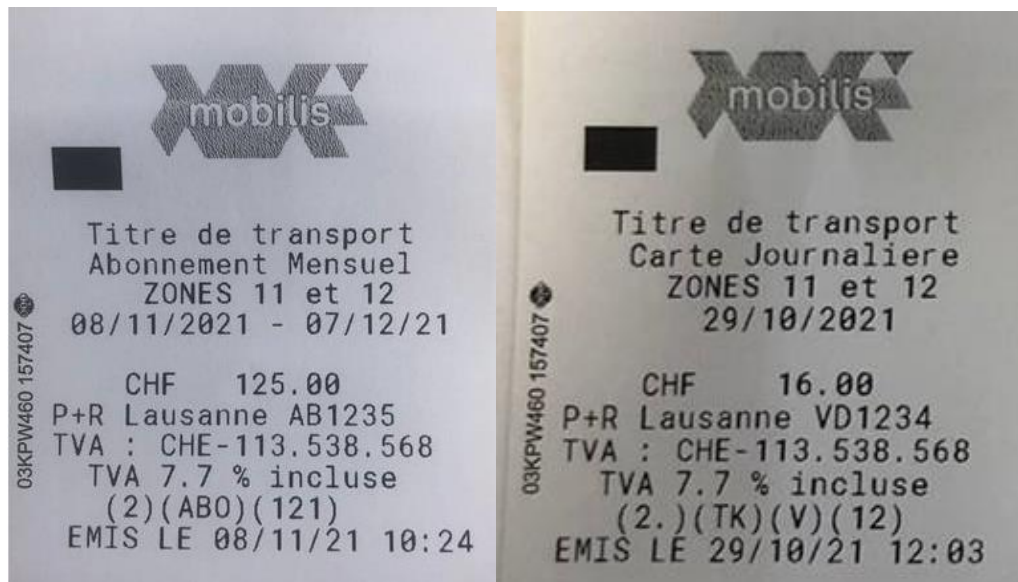 mobilis
Titre de transport
Abonnement Mensuel
ZONES 11 et 12
08/11/2021 - 07/12/21
CHF 125.00
P+R Lausanne AB1235
TVA : CHE-113.538.568
TVA 7.7 % incluse
(2)(ABO)(121)
EMIS LE 08/11/21 10:24
03KPW460 157407
mobilis
Titre de transport
Carte Journaliere
ZONES 11 et 12
29/10/2021
CHF 16.00
P+R Lausanne VD1234
TVA : CHE-113.538.568
TVA 7.7 % incluse
(2.)(TK)(V)(12)
EMIS LE 29/10/21 12:03
03KPW460 157407